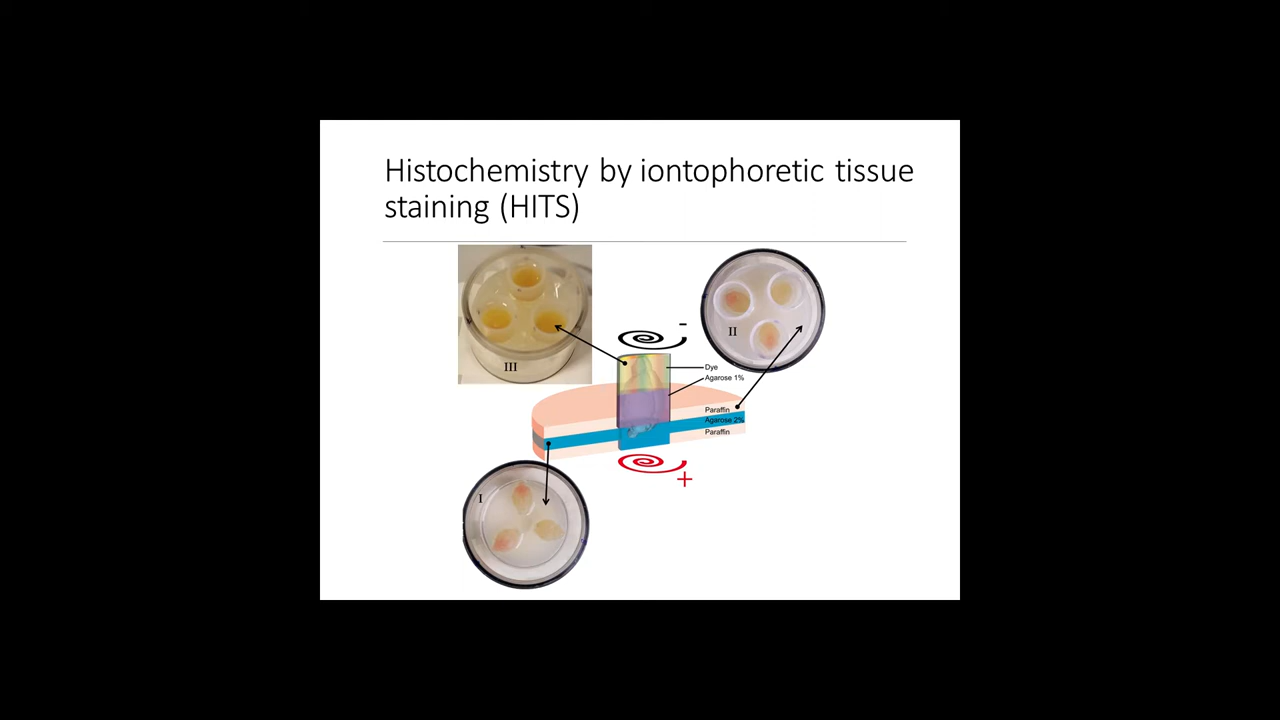 Histochemistry by iontophoretic tissue
staining (HITS)
III
II
-
Dye
Agarose 1%
Paraffin
Agarose 2%
Paraffin
+
I